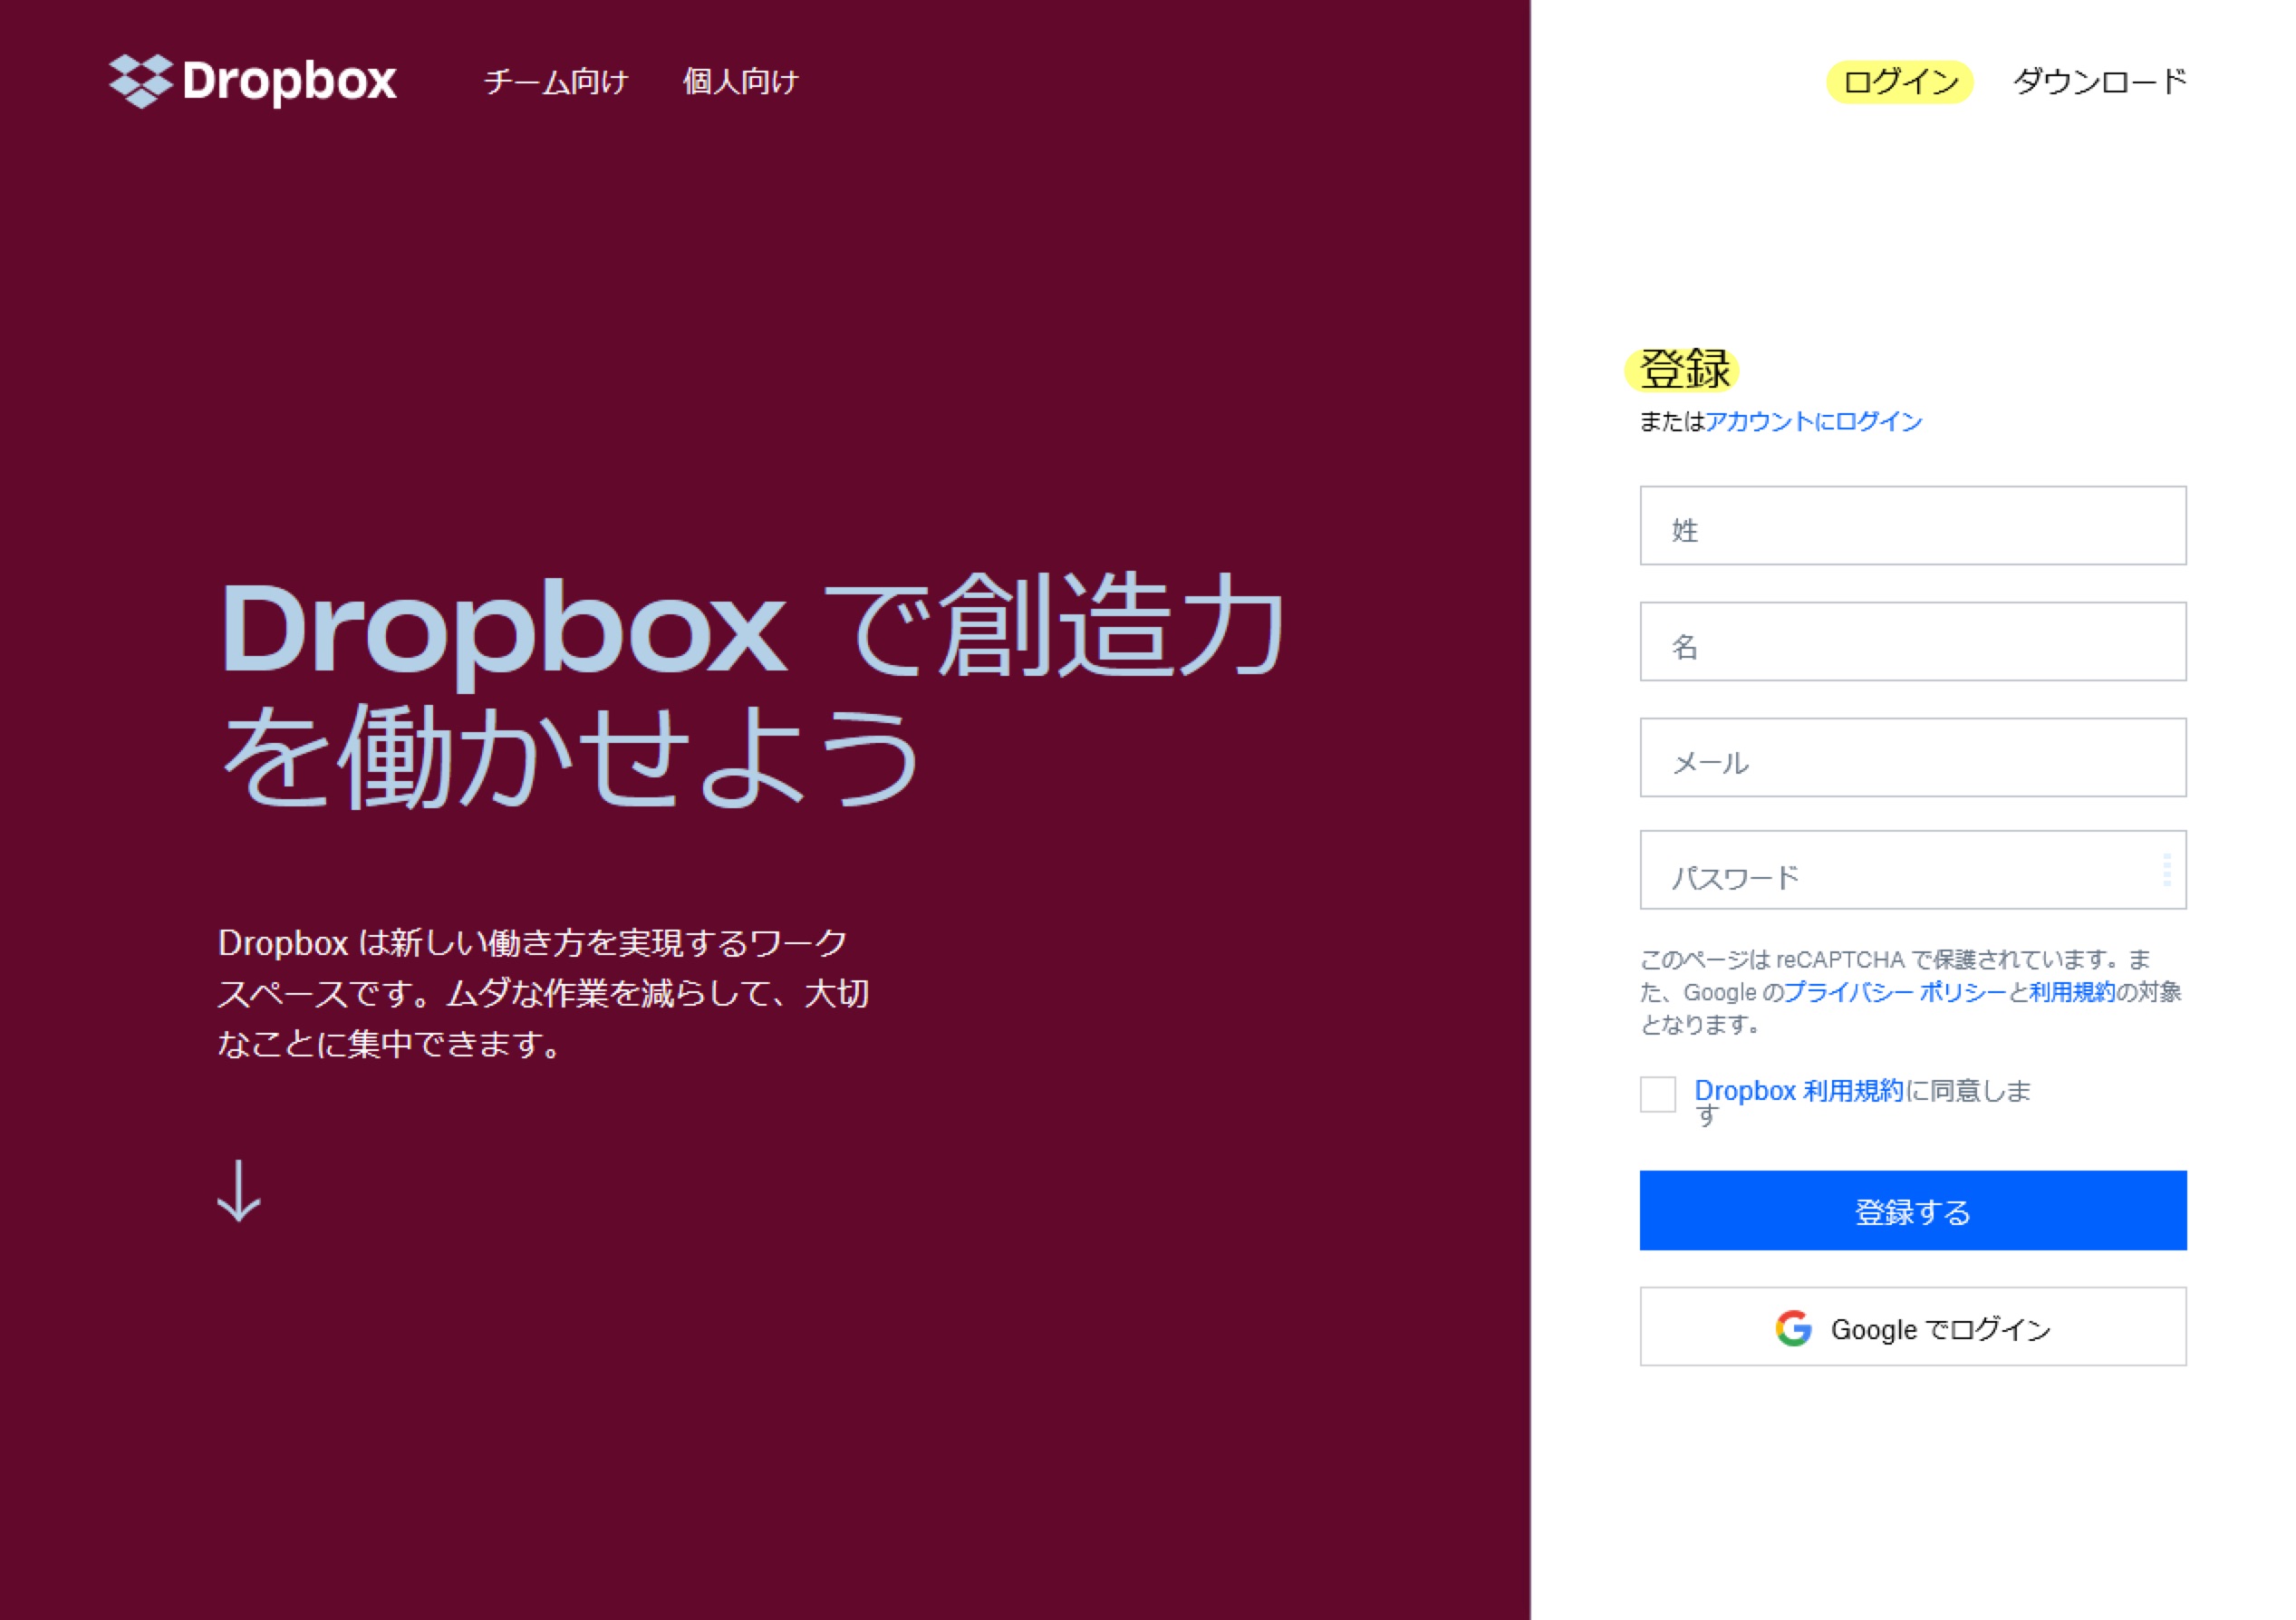 Dropbox チーム向け 個人向け
ログイン ダウンロード
Dropbox で創造力
を働かせよう
Dropbox は新しい働き方を実現するワーク
スペースです。ムダな作業を減らして、大切
なことに集中できます。
登録
またはアカウントにログイン
姓
名
メール
パスワード
このページは reCAPTCHA で保護されています。ま
た、Google のプライバシー ポリシーと利用規約の対象
となります。
Dropbox 利用規約に同意しま
す
登録する
Google でログイン